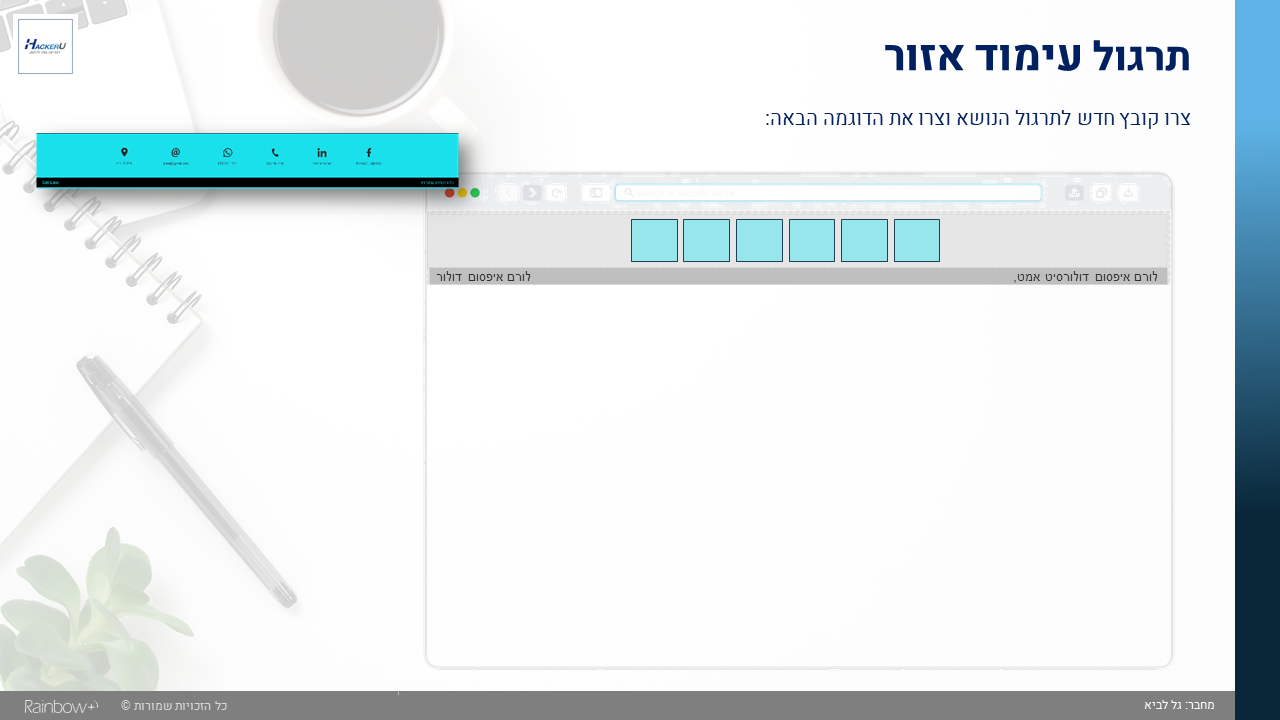 HACKERU
תרגול עימוד אזור
צרו קובץ חדש לתרגול הנושא וצרו את הדוגמה הבאה:
לורם איפסום דולורסיט אמט,
לורם איפסום דולור
מחבר: גל לביא
כל הזכויות שמורות ©
Rainbow+